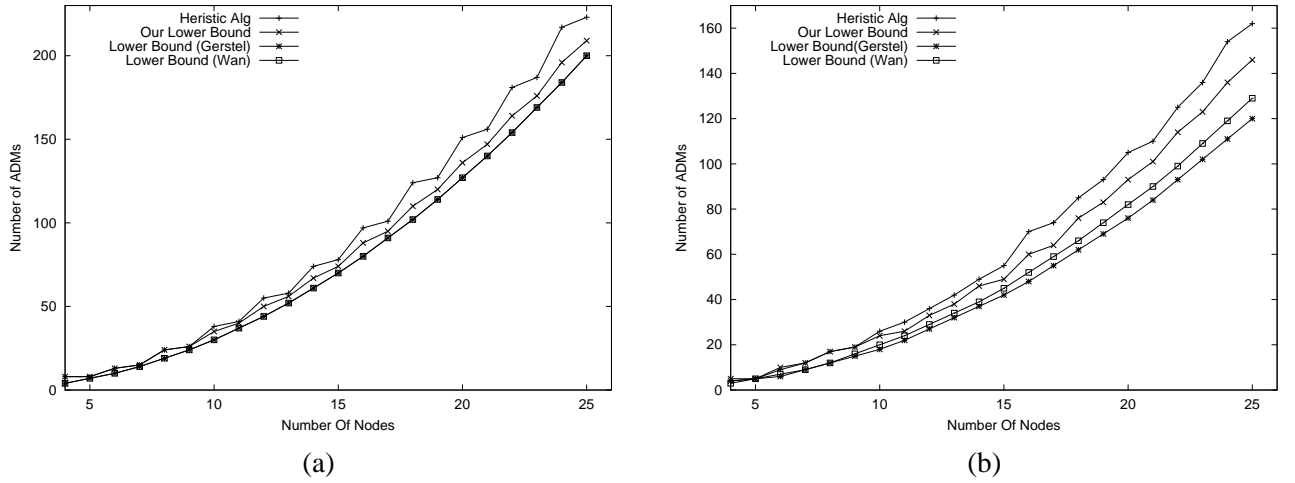 Heristic Alg
Our Lower Bound
Lower Bound (Gerstel)
Lower Bound (Wan)
Number of ADMs
200
150
100
50
0
5
10
15
20
25
Number Of Nodes
(a)
Heristic Alg
Our Lower Bound
Lower Bound(Gerstel)
Lower Bound (Wan)
Number of ADMs
160
140
120
100
80
60
40
20
0
5
10
15
20
25
Number Of Nodes
(b)